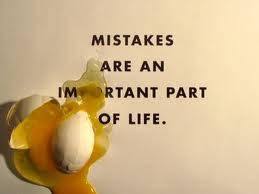 MISTAKES
ARE AN
IMPORTANT PART
OF LIFE.